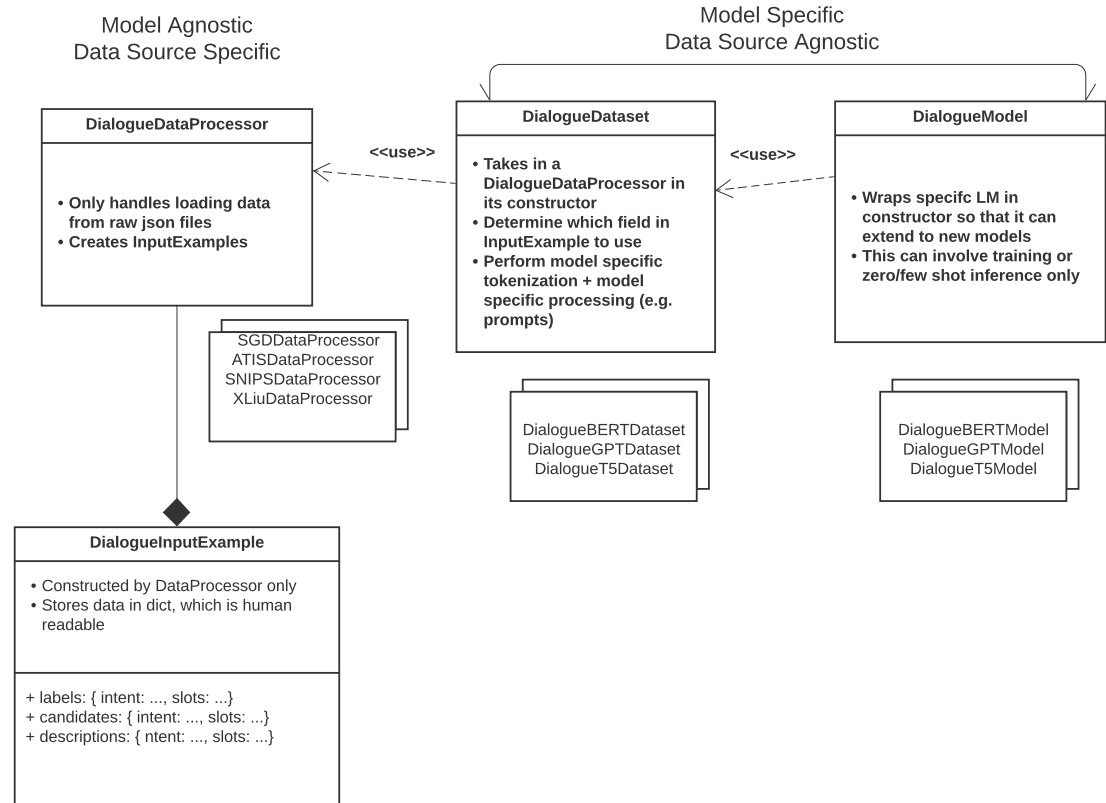 Model Agnostic
Data Source Specific
Model Specific
Data Source Agnostic
DialogueDataProcessor
• Only handles loading data
from raw json files
• Creates InputExamples
<<use>>
DialogueDataset
• Takes in a
DialogueDataProcessor in
its constructor
• Determine which field in
InputExample to use
• Perform model specific
tokenization + model
specific processing (e.g.
prompts)
<<use>>
DialogueModel
• Wraps specifc LM in
constructor so that it can
extend to new models
• This can involve training or
zero/few shot inference only
SGDDataProcessor
ATISDataProcessor
SNIPSDataProcessor
XLiuDataProcessor
DialogueBERTDataset
DialogueGPTDataset
DialogueT5Dataset
DialogueBERTModel
DialogueGPTModel
DialogueT5Model
DialogueInputExample
• Constructed by DataProcessor only
• Stores data in dict, which is human
readable
+ labels: { intent: ..., slots: ...}
+ candidates: { intent: ..., slots: ...}
+ descriptions: { ntent: ..., slots: ...}